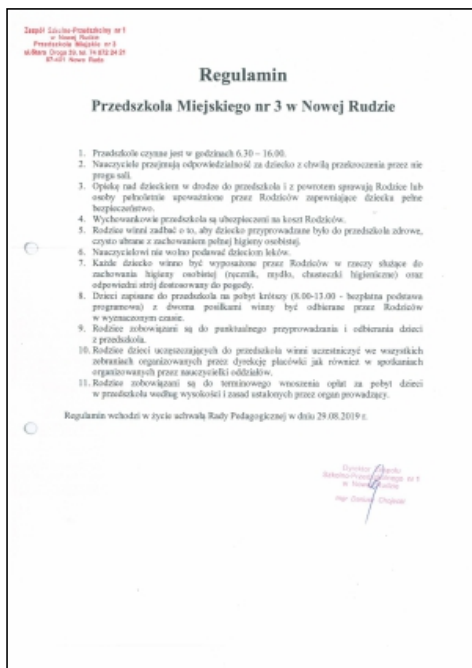 Zespół Szkolno-Przedszkolny nr 1
w Nowej Rudzie
Przedszkole Miejskie nr 3
Regulamin
Przedszkola Miejskiego nr 3 w Nowej Rudzie
1. Przedszkole czynne jest w godzinach 6.30 – 16.00.
2. Nauczyciele przejmują odpowiedzialność za dziecko z chwilą przekroczenia przez nie
progu sali.
3. Opiekę nad dzieckiem w drodze do przedszkola i z powrotem sprawują Rodzice lub
osoby pełnoletnie upoważnione przez Rodziców zapewniające dziecku pełne
bezpieczeństwo.
4. Wychowankowie przedszkola są ubezpieczeni na koszt Rodziców.
5. Rodzice winni zadbać o to, aby dziecko przyprowadzane było do przedszkola zdrowe,
czysto ubrane z zachowaniem pełnej higieny osobistej.
6. Nauczycielowi nie wolno podawać dzieciom leków.
7. Każde dziecko winno być wyposażone przez Rodziców w rzeczy służące do
zachowania higieny osobistej (ręcznik, mydło, chusteczki higieniczne) oraz
odpowiedni strój dostosowany do pogody.
8. Dzieci zapisane do przedszkola na pobyt krótszy (8.00-13.00 - bezpłatna podstawa
programowa) z dwoma posiłkami winny być odbierane przez Rodziców
w wyznaczonym czasie.
9. Rodzice zobowiązani są do punktualnego przyprowadzania i odbierania dzieci
z przedszkola.
10. Rodzice dzieci uczęszczających do przedszkola winni uczestniczyć we wszystkich
zebraniach organizowanych przez dyrekcję placówki jak również w spotkaniach
organizowanych przez nauczycielki oddziałów.
11. Rodzice zobowiązani są do terminowego wnoszenia opłat za pobyt dzieci
w przedszkolu według wysokości i zasad ustalonych przez organ prowadzący.
Regulamin wchodzi w życie uchwałą Rady Pedagogicznej w dniu 29.08.2019 r.
Dyrektor Zespołu
Szkolno-Przedszkolnego nr 1
w Nowej Rudzie
mgr